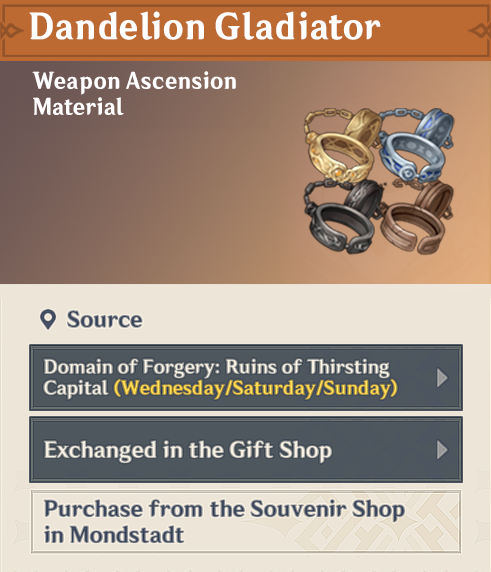 Dandelion Gladiator
Weapon Ascension
Material
Source
Domain of Forgery: Ruins of Thirsting
Capital (Wednesday/Saturday/Sunday)
Exchanged in the Gift Shop
Purchase from the Souvenir Shop
in Mondstadt